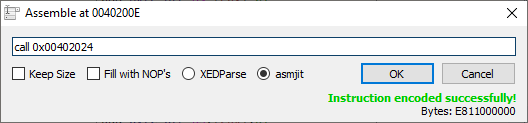 Assemble at 0040200E
call 0x00402024
Keep Size Fill with NOP's XEDParse asmjit OK Cancel
Instruction encoded successfully!
Bytes: E811000000